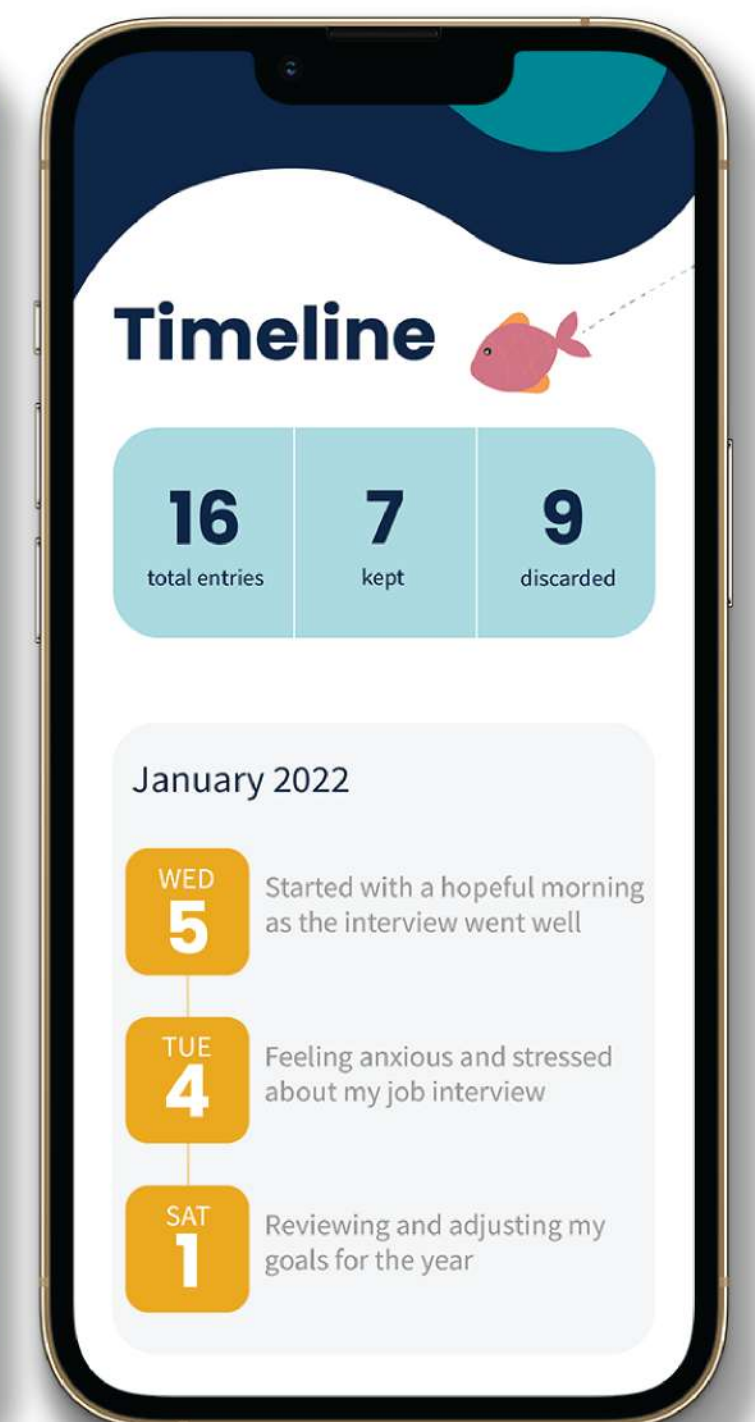 Timeline
16
7
9
total entries
kept
discarded
January 2022
WED
5
Started with a hopeful morning
as the interview went well
TUE
4
Feeling anxious and stressed
about my job interview
SAT
1
Reviewing and adjusting my
goals for the year